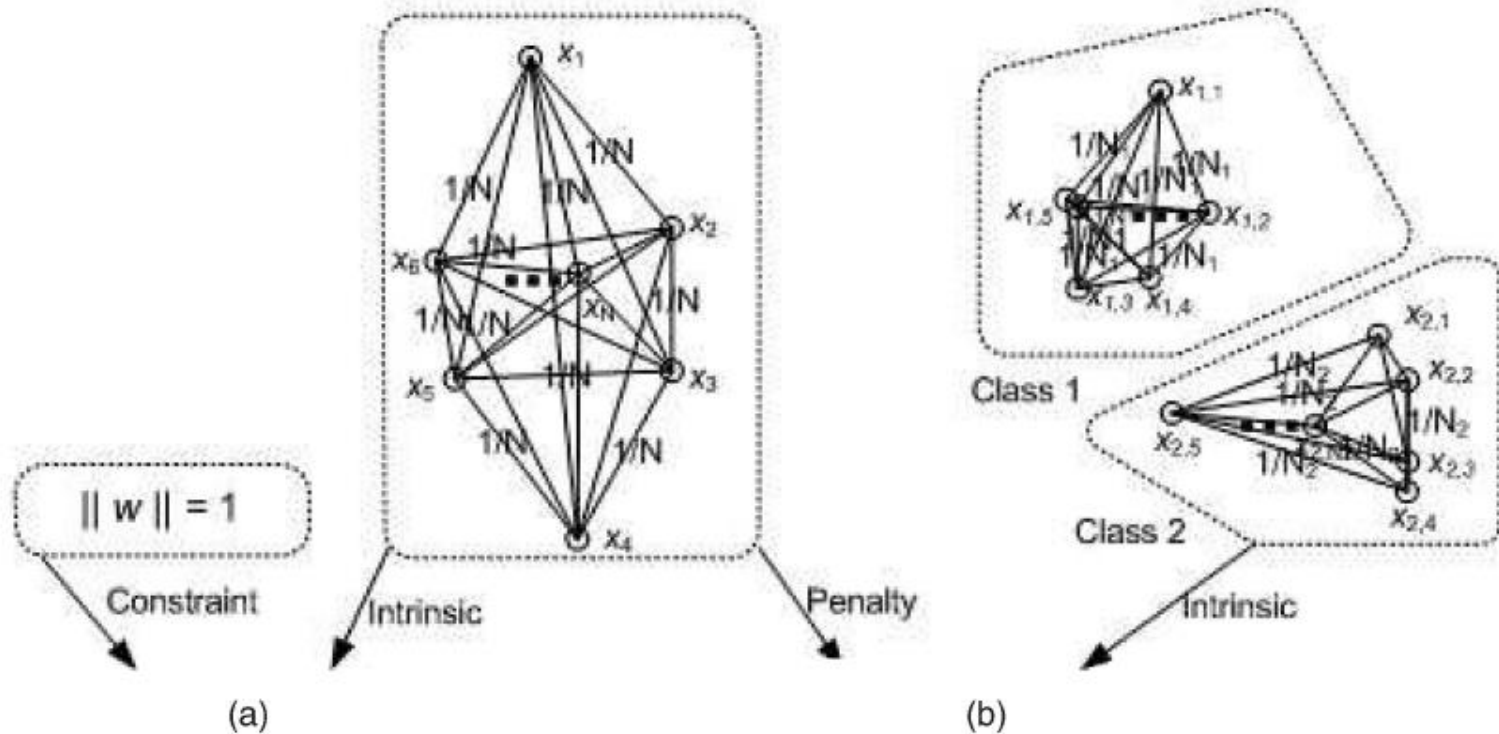 x1
1/N
1/N
1/N
x2
1/N
x6
xN
1/N
1/N
1/N
x5
1/N
x3
1/N
1/N
x4
|| w || = 1
Constraint
Intrinsic
Penalty
(a)
x1,1
1/N1
1/N1
x1,5
x1,2
1/N1
x1,3
x1,4
Class 1
x2,1
1/N2
x2,2
1/N2
x2,5
1/N2
x2,3
x2,4
Class 2
Intrinsic
(b)